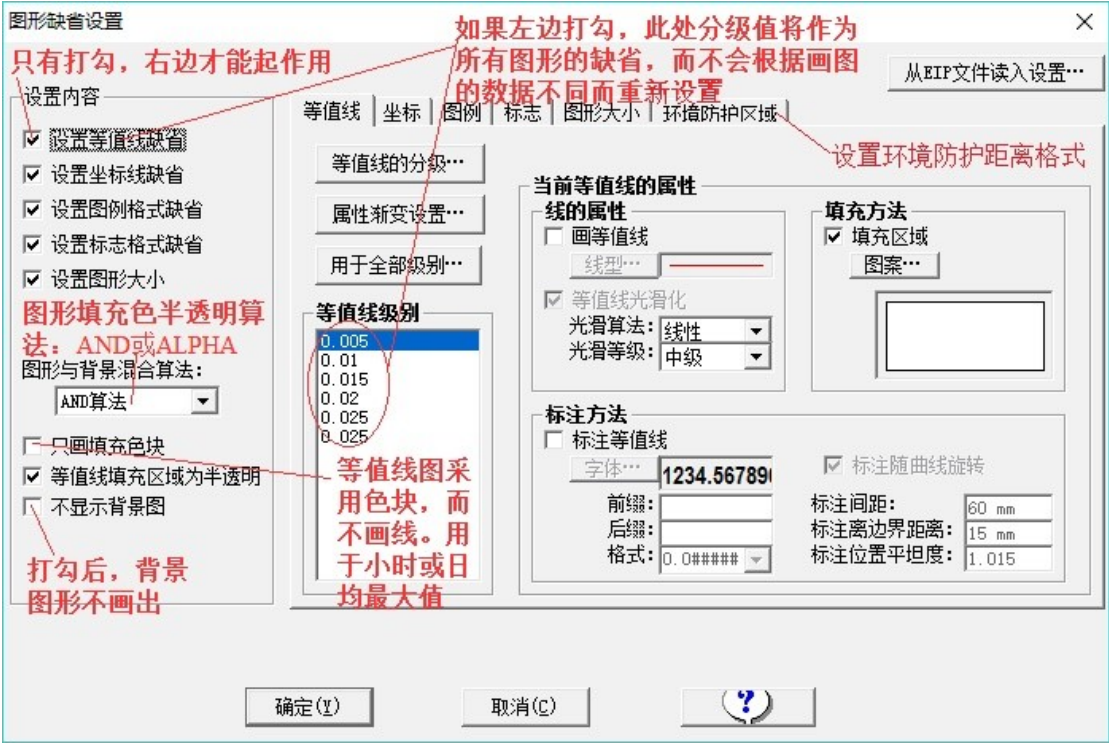 图形缺省设置
只有打勾，右边才能起作用
如果左边打勾，此处分级值将作为
所有图形的缺省，而不会根据画图
的数据不同而重新设置
从EIP文件读入设置…
设置内容
设置等值线缺省
设置坐标线缺省
设置图例格式缺省
设置标志格式缺省
设置图形大小
图形填充色半透明算
法：AND或ALPHA
图形与背景混合算法：
AND算法
只画填充色块
等值线填充区域为半透明
不显示背景图
打勾后，背景
图形不画出
等值线 坐标 图例 标志 图形大小 环境防护区域
设置环境防护距离格式
等值线的分级…
属性渐变设置…
用于全部级别…
等值线级别
0.005
0.01
0.015
0.02
0.025
0.025
等值线图采
用色块，而
不画线。用
于小时或日
均最大值
当前等值线的属性
线的属性
画等值线
线型…
等值线光滑化
光滑算法：线性
光滑等级：中级
填充方法
填充区域
图案…
标注方法
标注等值线
字体… 1234.56789
标注随曲线旋转
前缀：
后缀：
格式：0.0#####
标注间距：60 mm
标注离边界距离：15 mm
标注位置平坦度：1.015
确定(Y) 取消(C) ?